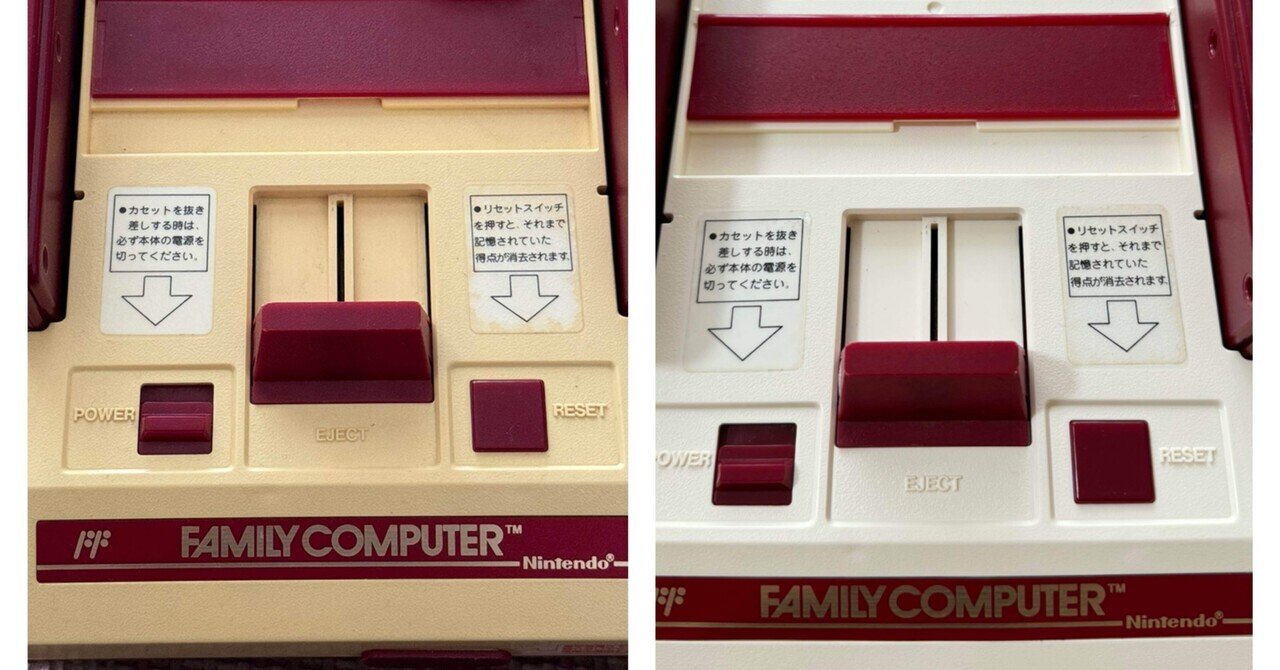 ●カセットを抜き
差しする時は、
必ず本体の電源を
切ってください。
●リセットスイッチ
を押すと、それまで
記憶されていた
得点が消去されます
POWER
EJECT
RESET
FAMILY COMPUTER™
Nintendo®
●カセットを抜き
差しする時は、
必ず本体の電源を
切ってください。
●リセットスイッチ
を押すと、それまで
記憶されていた
得点が消去されます
OWER
EJECT
RESET
FAMILY COMPUTER™
Nintendo®